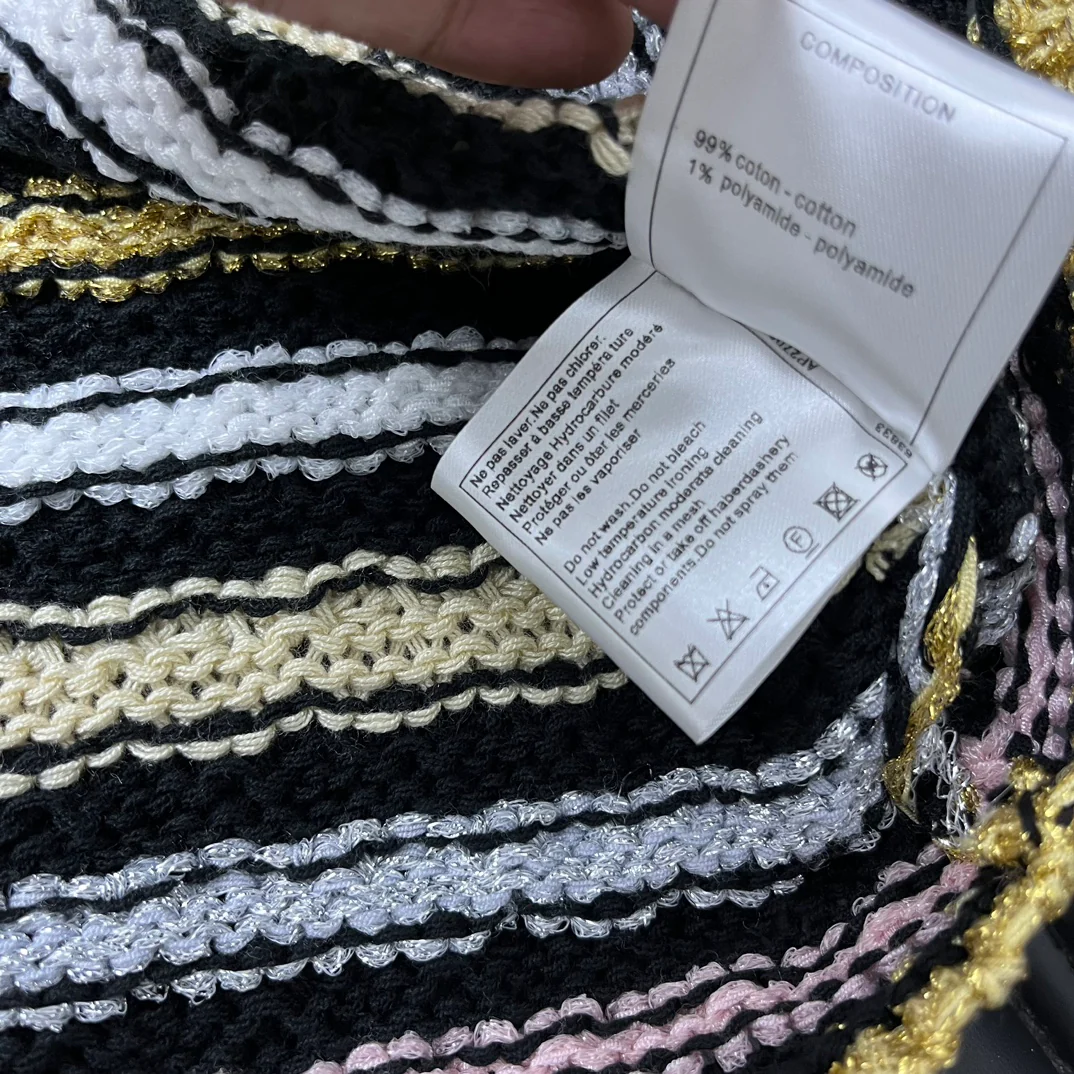 COMPOSITION
99% coton - cotton
1% polyamide - polyamide
Ne pas laver. Ne pas chlorer.
Repasser à basse température
Nettoyage Hydrocarbure modéré
Nettoyer dans un filet
Protéger ou ôter les merceries
Ne pas les vaporiser
Do not wash.Do not bleach
Low temperature ironing
Hydrocarbon moderate cleaning
Cleaning in a mesh
Protect or take off haberdashery
components.Do not spray them
F